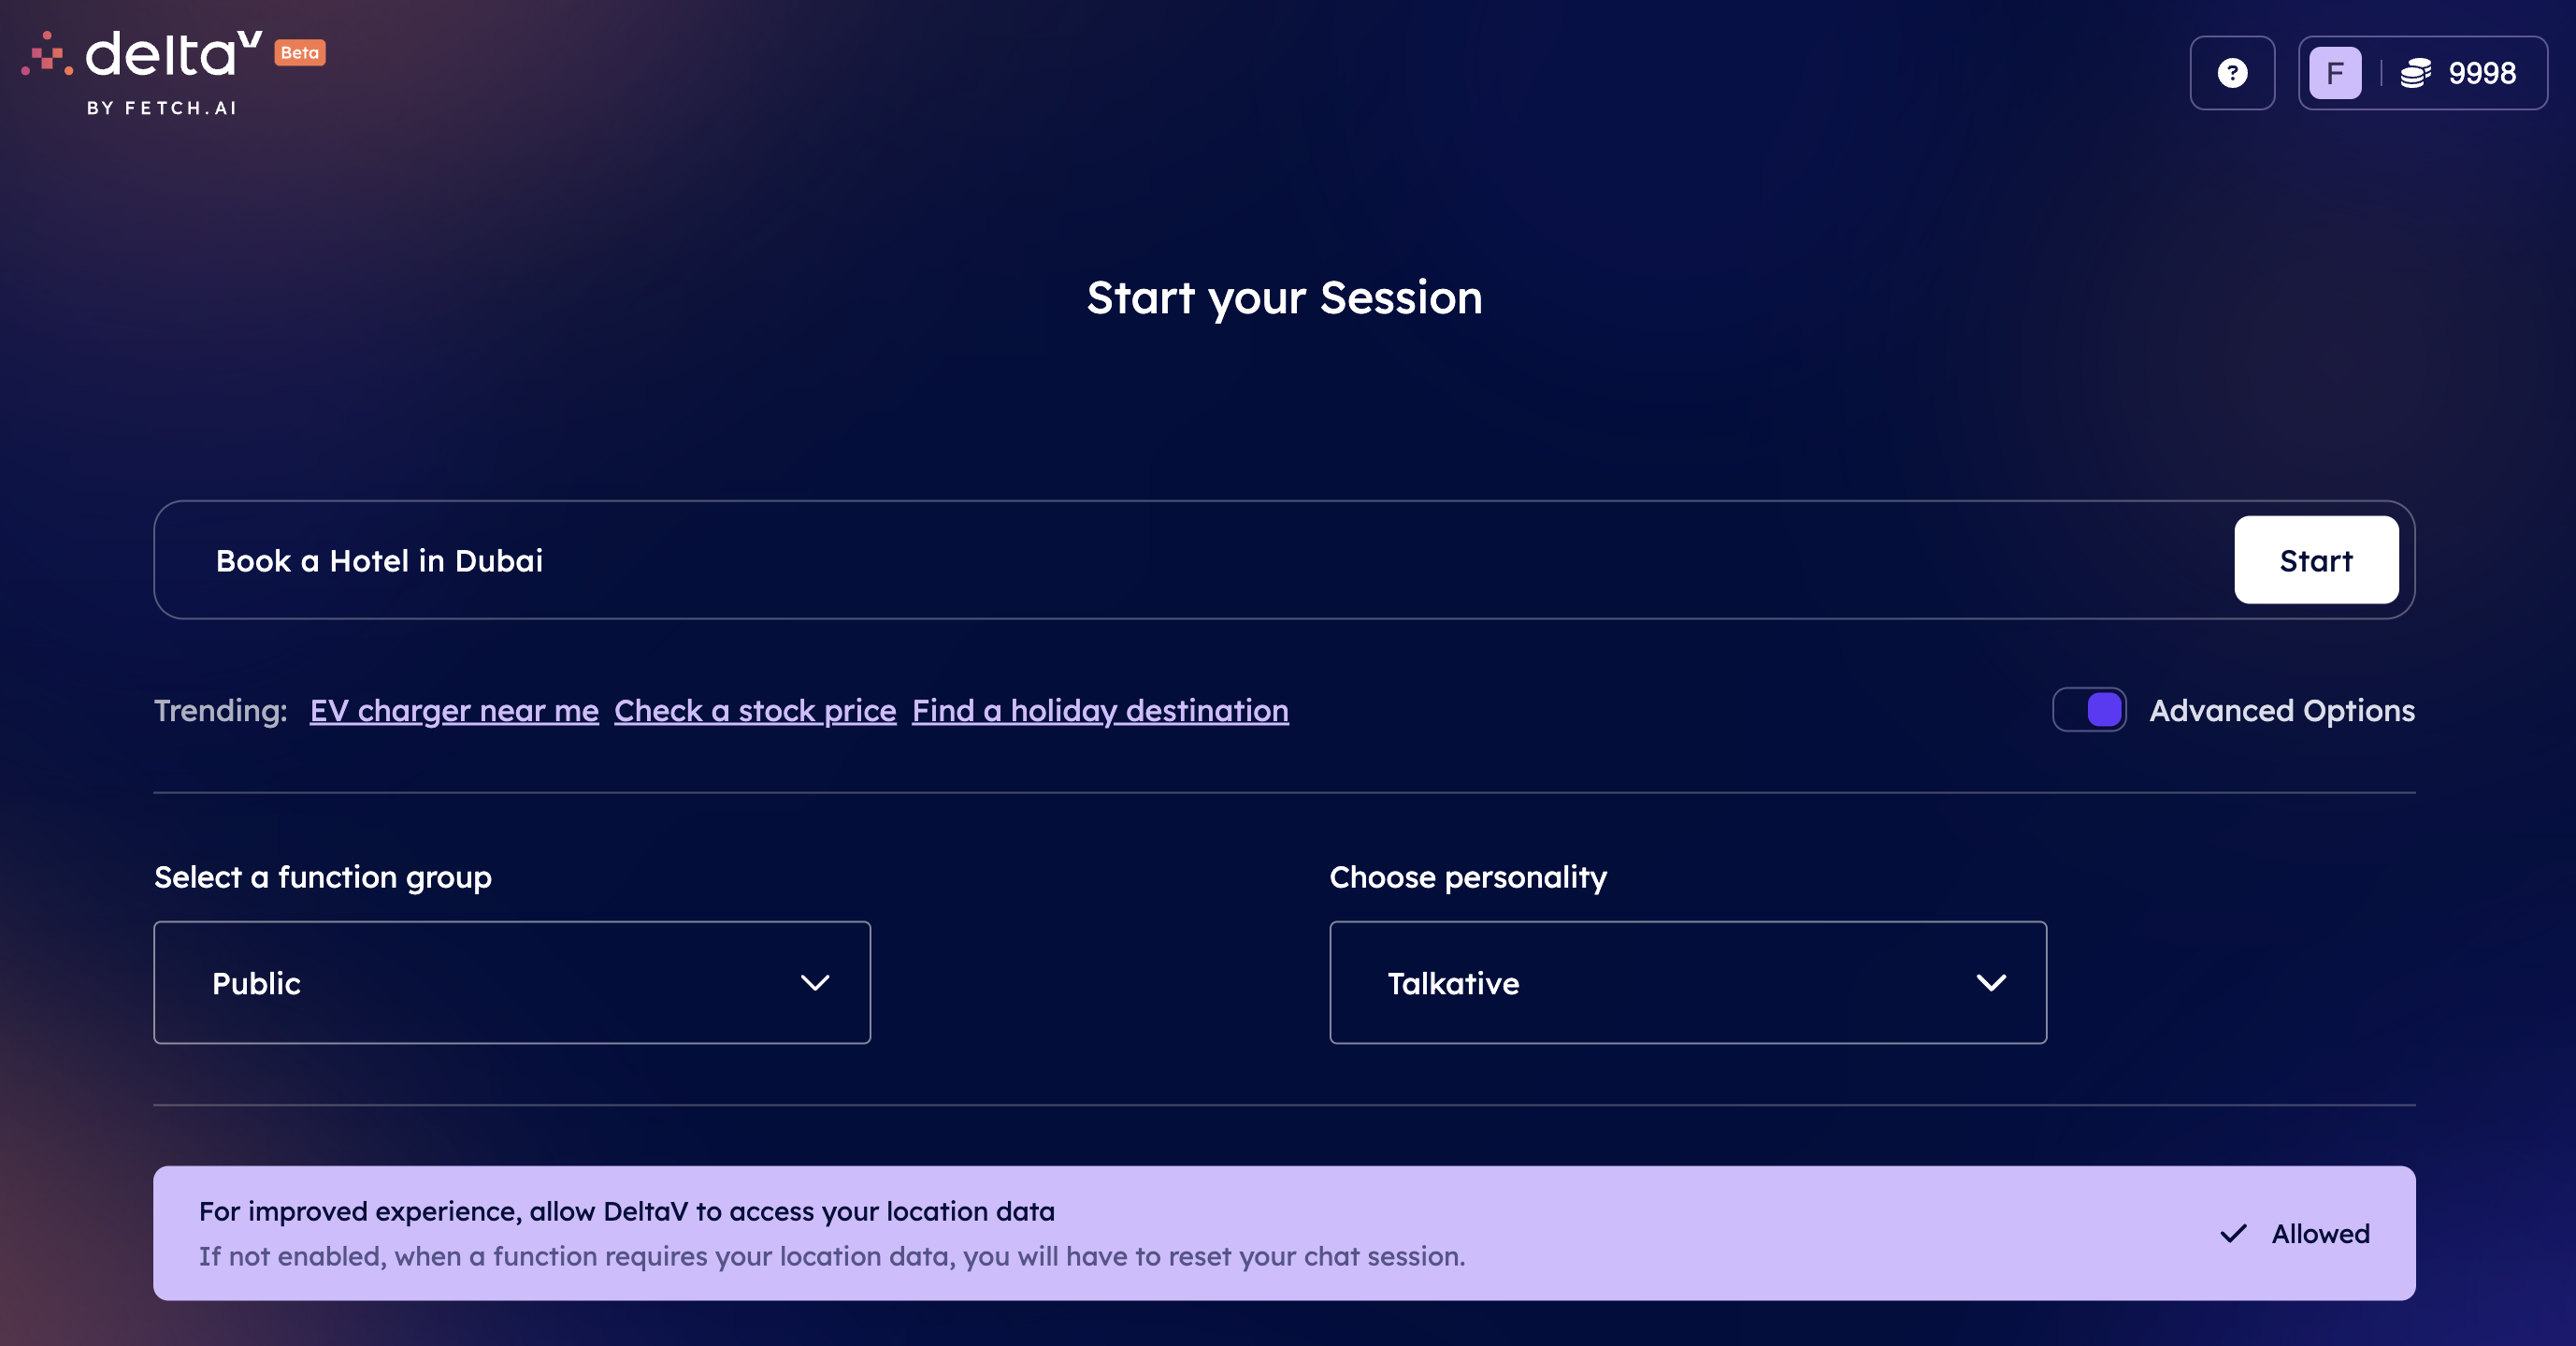 deltaV Beta
BY FETCH.AI
? F 9998
Start your Session
Book a Hotel in Dubai Start
Trending: EV charger near me Check a stock price Find a holiday destination Advanced Options
Select a function group Choose personality
Public Talkative
For improved experience, allow DeltaV to access your location data
If not enabled, when a function requires your location data, you will have to reset your chat session.
Allowed